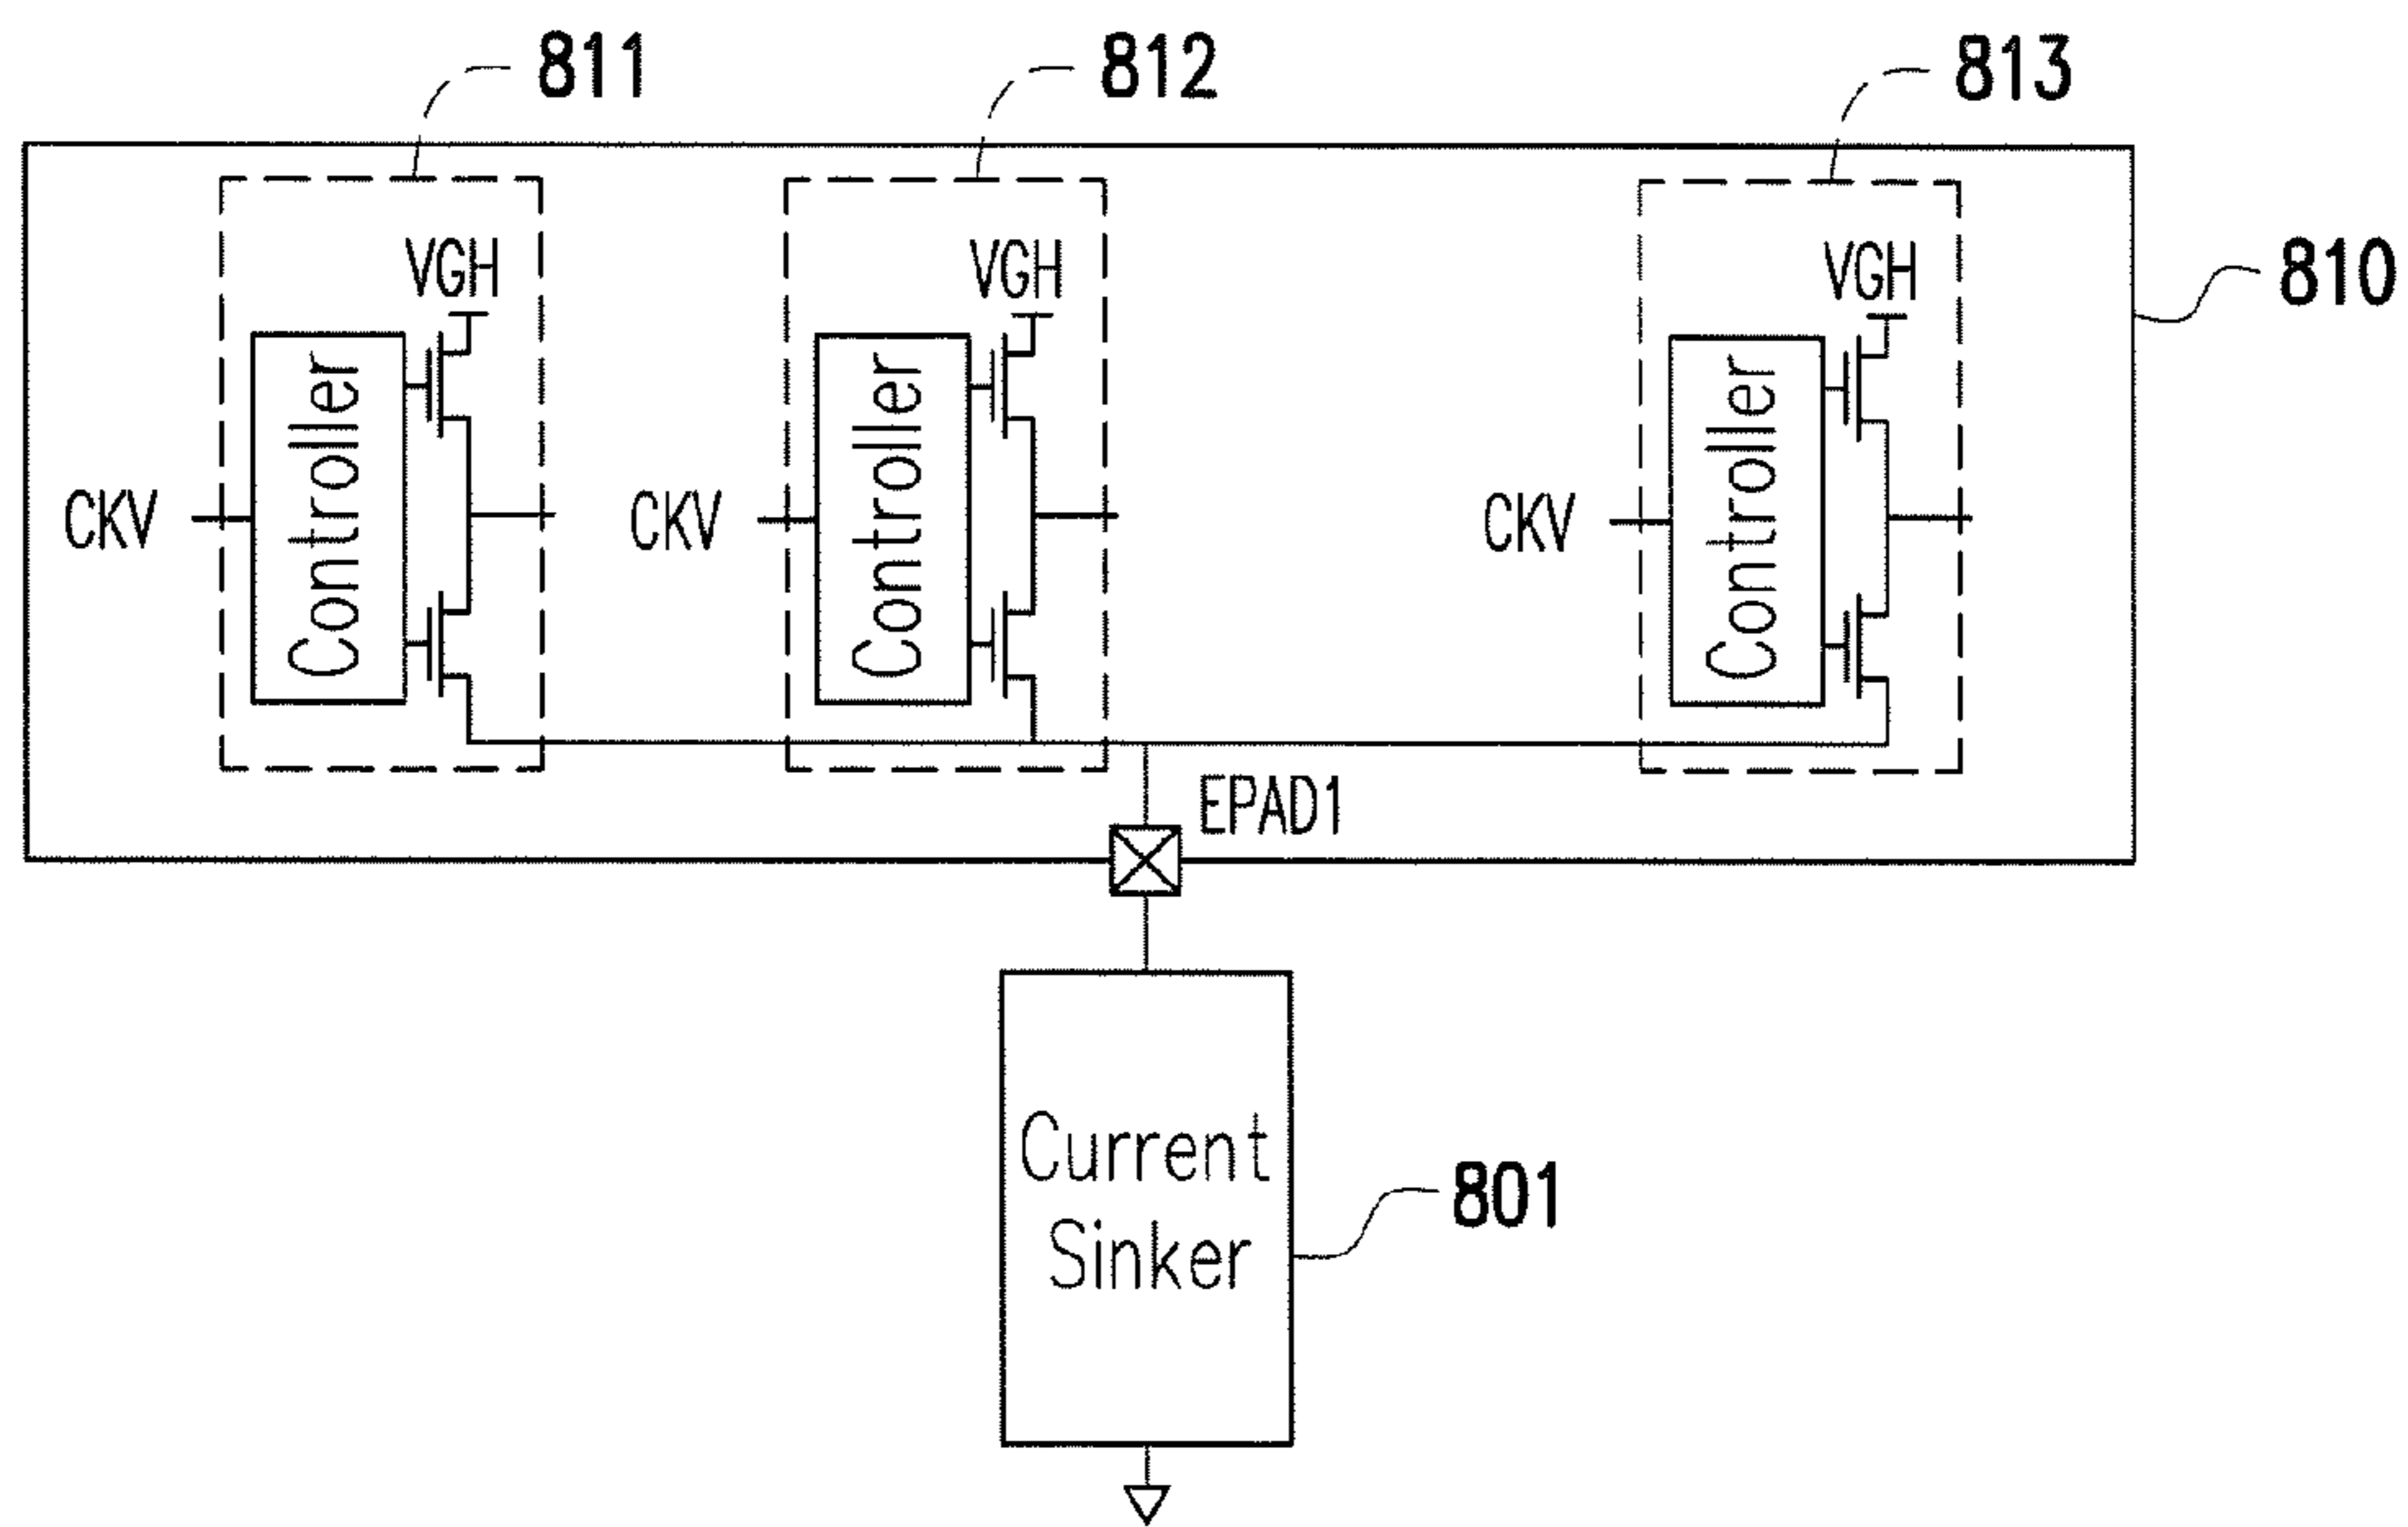 811
812
813
VGH
VGH
VGH
810
Controller
Controller
Controller
CKV
CKV
CKV
EPAD1
Current
Sinker
801